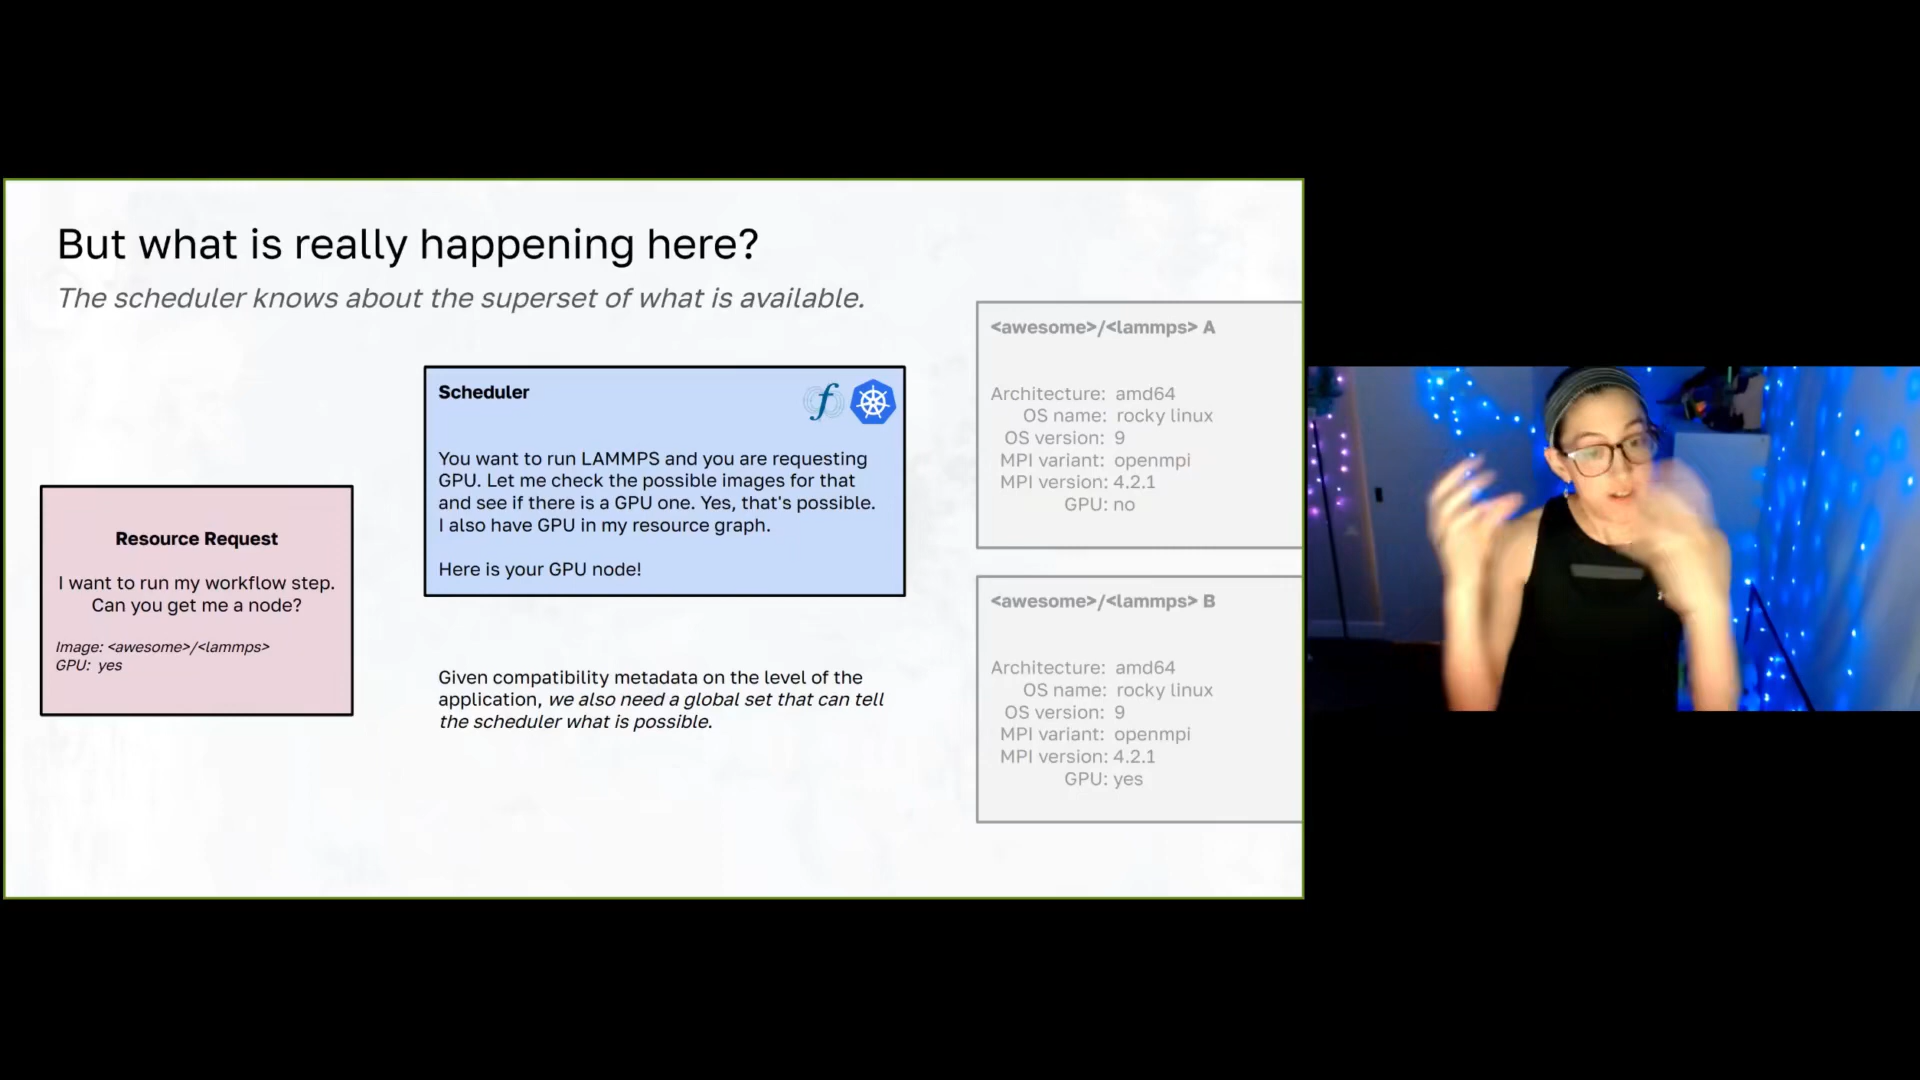 But what is really happening here?
The scheduler knows about the superset of what is available.
Resource Request
I want to run my workflow step.
Can you get me a node?
Image: <awesome>/<lammps>
GPU: yes
Scheduler
f
You want to run LAMMPS and you are requesting
GPU. Let me check the possible images for that
and see if there is a GPU one. Yes, that's possible.
I also have GPU in my resource graph.
Here is your GPU node!
Given compatibility metadata on the level of the
application, we also need a global set that can tell
the scheduler what is possible.
<awesome>/<lammps> A
Architecture: amd64
OS name: rocky linux
OS version: 9
MPI variant: openmpi
MPI version: 4.2.1
GPU: no
<awesome>/<lammps> B
Architecture: amd64
OS name: rocky linux
OS version: 9
MPI variant: openmpi
MPI version: 4.2.1
GPU: yes